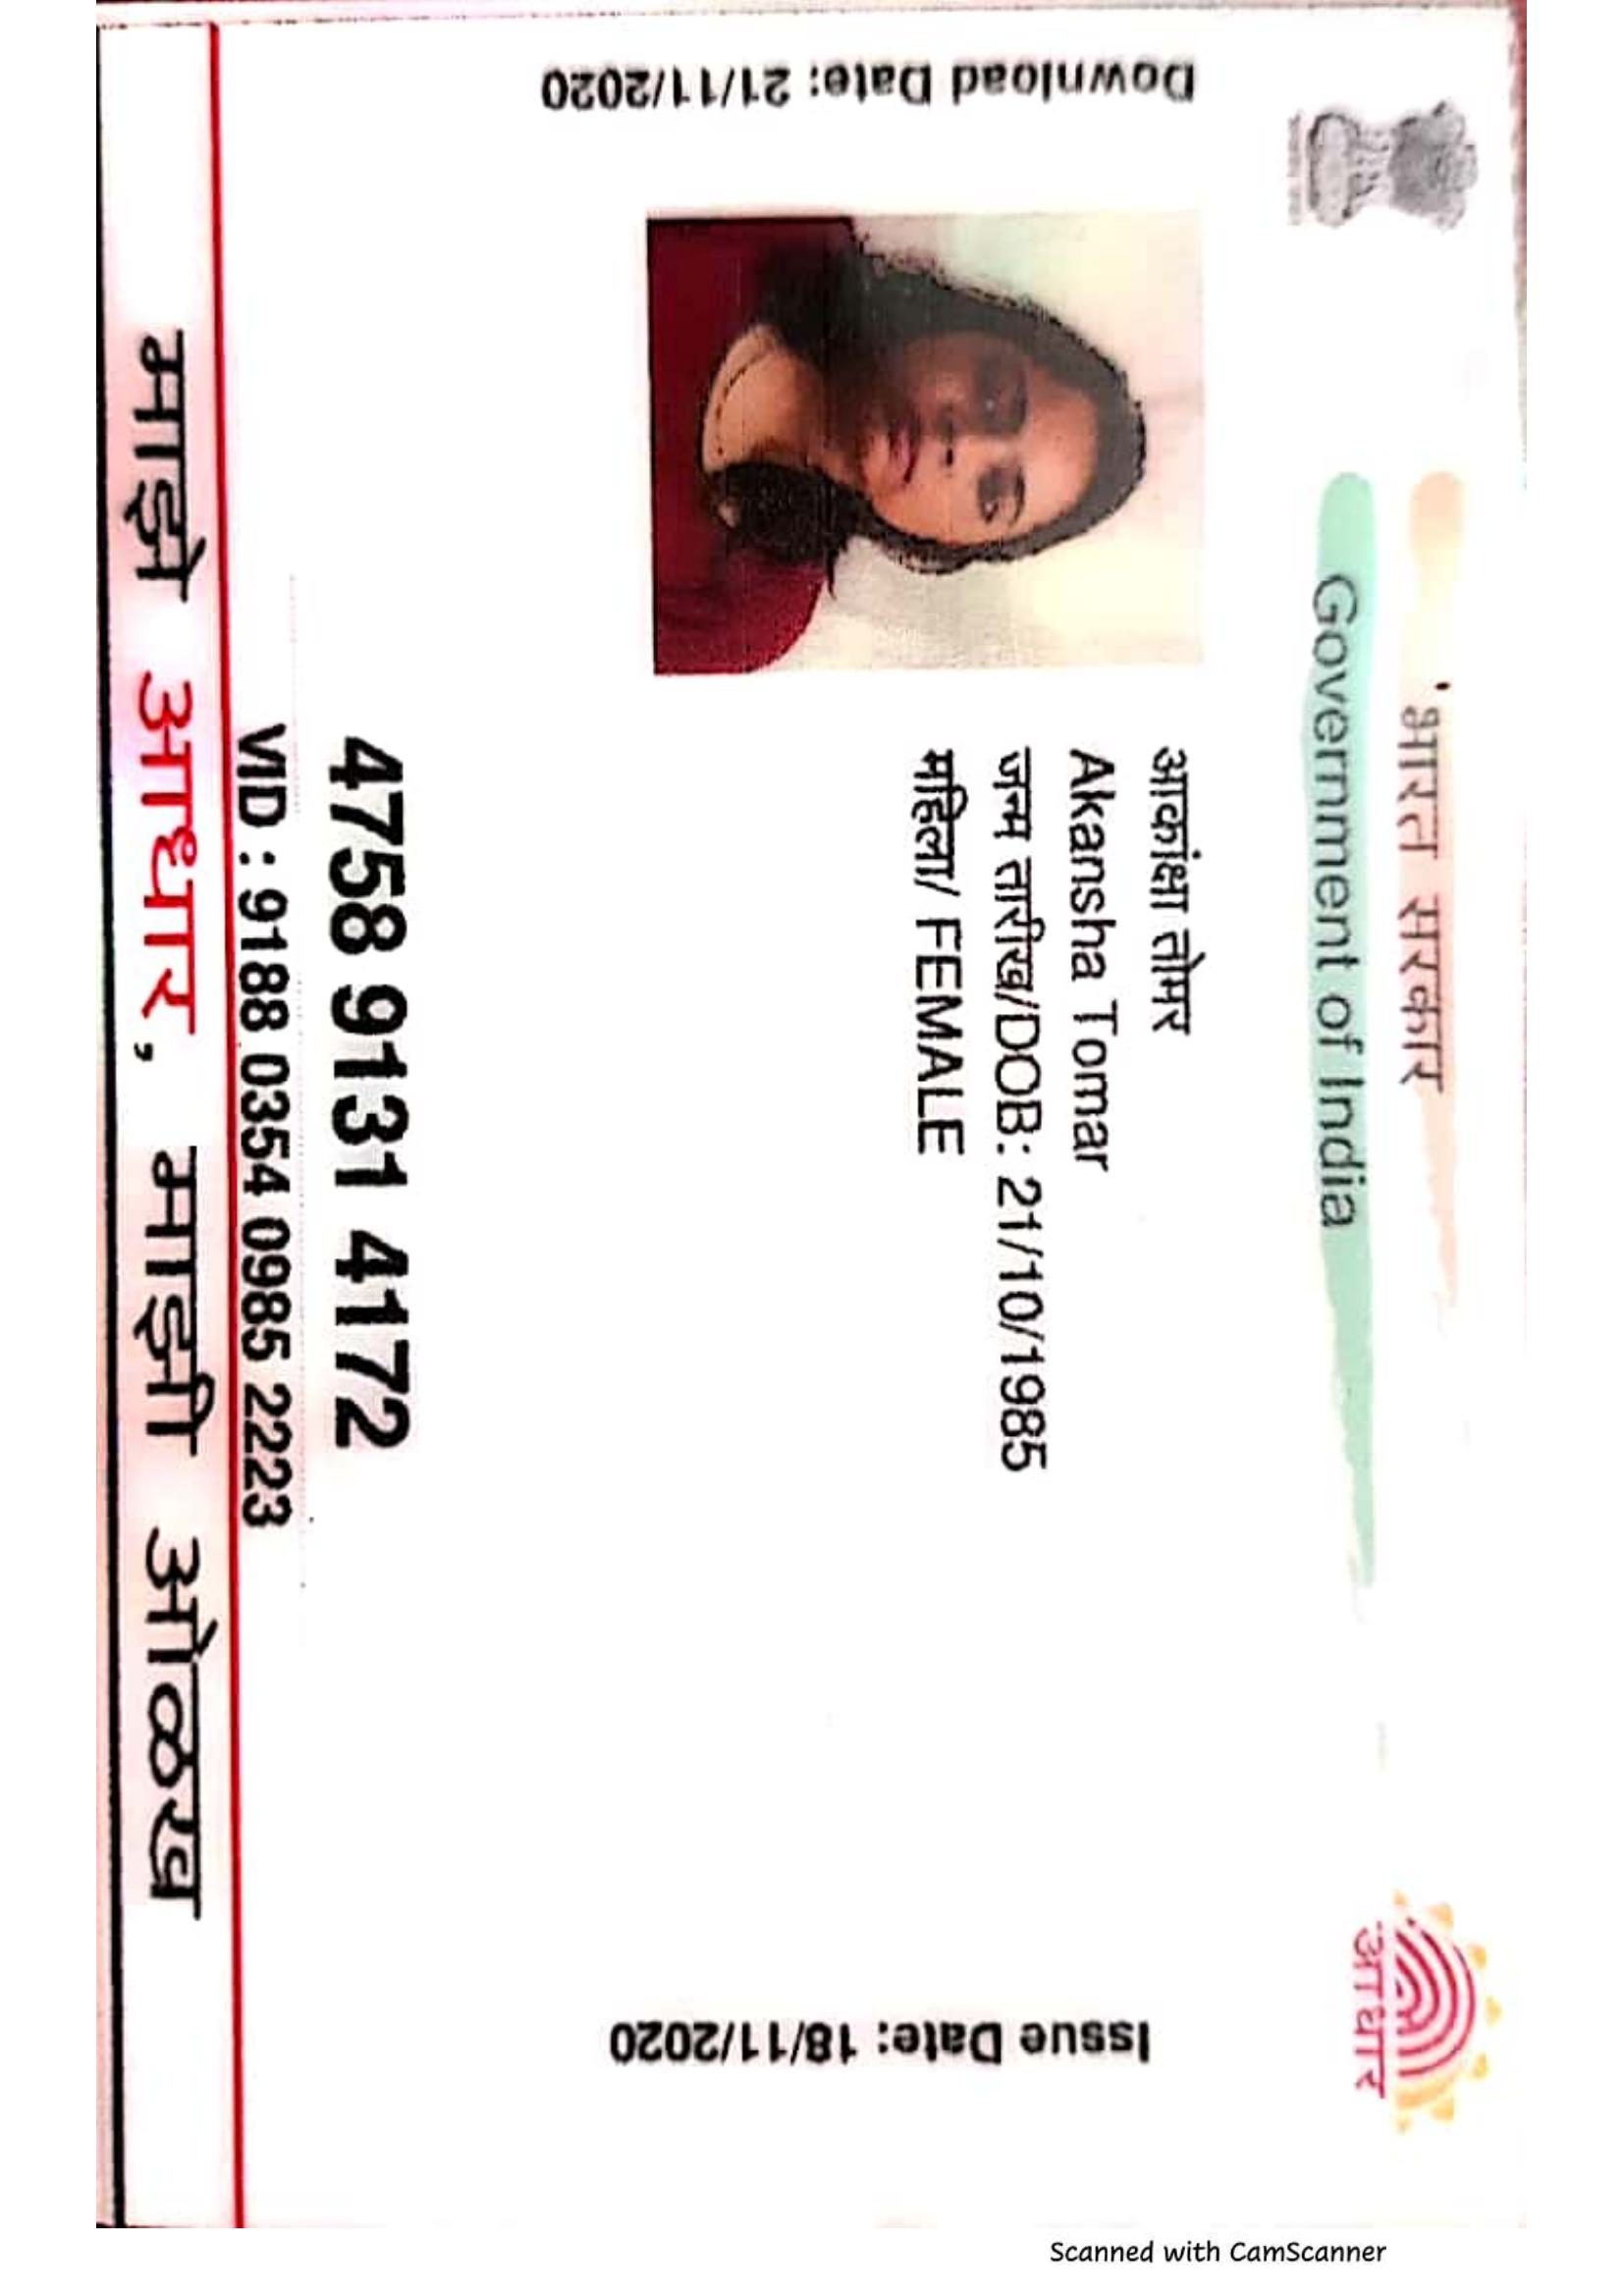 भारत सरकार
Government of India
Download Date: 21/11/2020
आकांक्षा तोमर
Akansha Tomar
जन्म तारीख/DOB: 21/10/1985
महिला/ FEMALE
Issue Date: 18/11/2020
आधार
4758 9131 4172
VID : 9188 0354 0985 2223
माझे आधार, माझी ओळख
Scanned with CamScanner